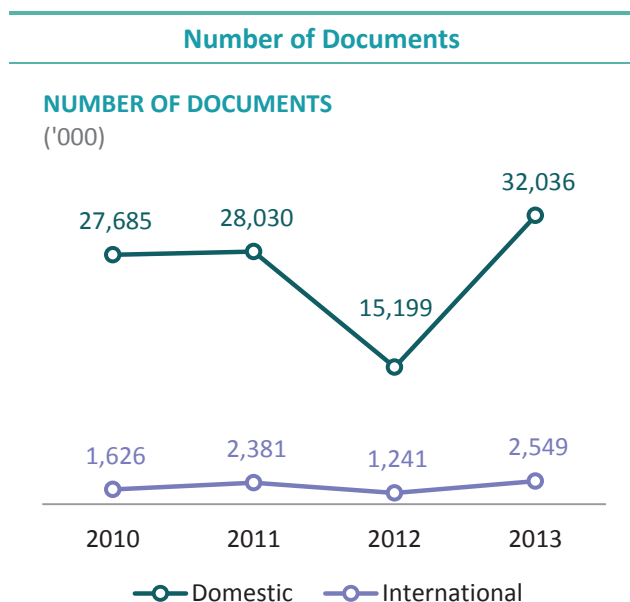 Number of Documents
NUMBER OF DOCUMENTS
('000)
32,036
27,685 28,030
15,199
1,626 2,381 1,241 2,549
2010 2011 2012 2013
Domestic International